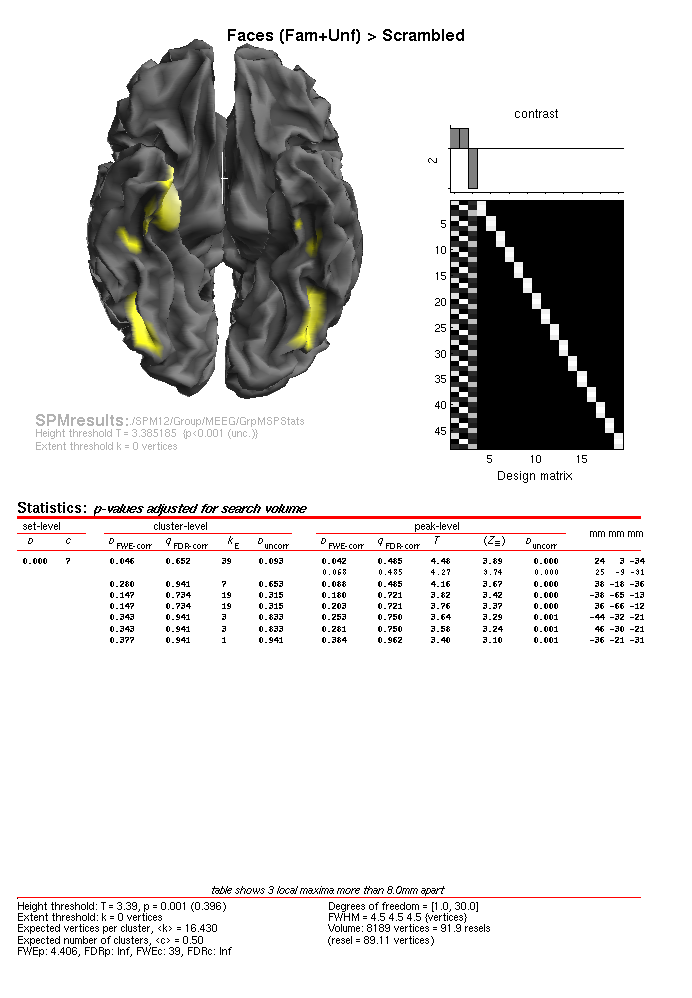 Faces (Fam+Unf) > Scrambled
contrast
2
5
10
15
20
25
30
35
40
45
5 10 15
Design matrix
SPMresults: ./SPM12/Group/MEEG/GrpMSPStats
Height threshold T = 3.385185 {p<0.001 (unc.)}
Extent threshold k = 0 vertices
Statistics: p-values adjusted for search volume
set-level cluster-level peak-level mm mm mm
p c p FWE-corr q FDR-corr k E p uncorr p FWE-corr q FDR-corr T (Z≡) p uncorr
0.000 7 0.046 0.652 39 0.093 0.042 0.485 4.48 3.89 0.000 24 3 -34
0.068 0.485 4.27 3.74 0.000 25 -9 -31
0.280 0.941 7 0.653 0.088 0.485 4.16 3.67 0.000 38 -18 -36
0.147 0.734 19 0.315 0.180 0.721 3.82 3.42 0.000 -38 -65 -13
0.147 0.734 19 0.315 0.203 0.721 3.76 3.37 0.000 36 -66 -12
0.343 0.941 3 0.833 0.253 0.750 3.64 3.29 0.001 -44 -32 -21
0.343 0.941 3 0.833 0.281 0.750 3.58 3.24 0.001 46 -30 -21
0.377 0.941 1 0.941 0.384 0.962 3.40 3.10 0.001 -36 -21 -31
table shows 3 local maxima more than 8.0mm apart
Height threshold: T = 3.39, p = 0.001 (0.396)
Extent threshold: k = 0 vertices
Expected vertices per cluster, <k> = 16.430
Expected number of clusters, <c> = 0.50
FWEp: 4.406, FDRp: Inf, FWEc: 39, FDRc: Inf
Degrees of freedom = [1.0, 30.0]
FWHM = 4.5 4.5 4.5 {vertices}
Volume: 8189 vertices = 91.9 resels
(resel = 89.11 vertices)